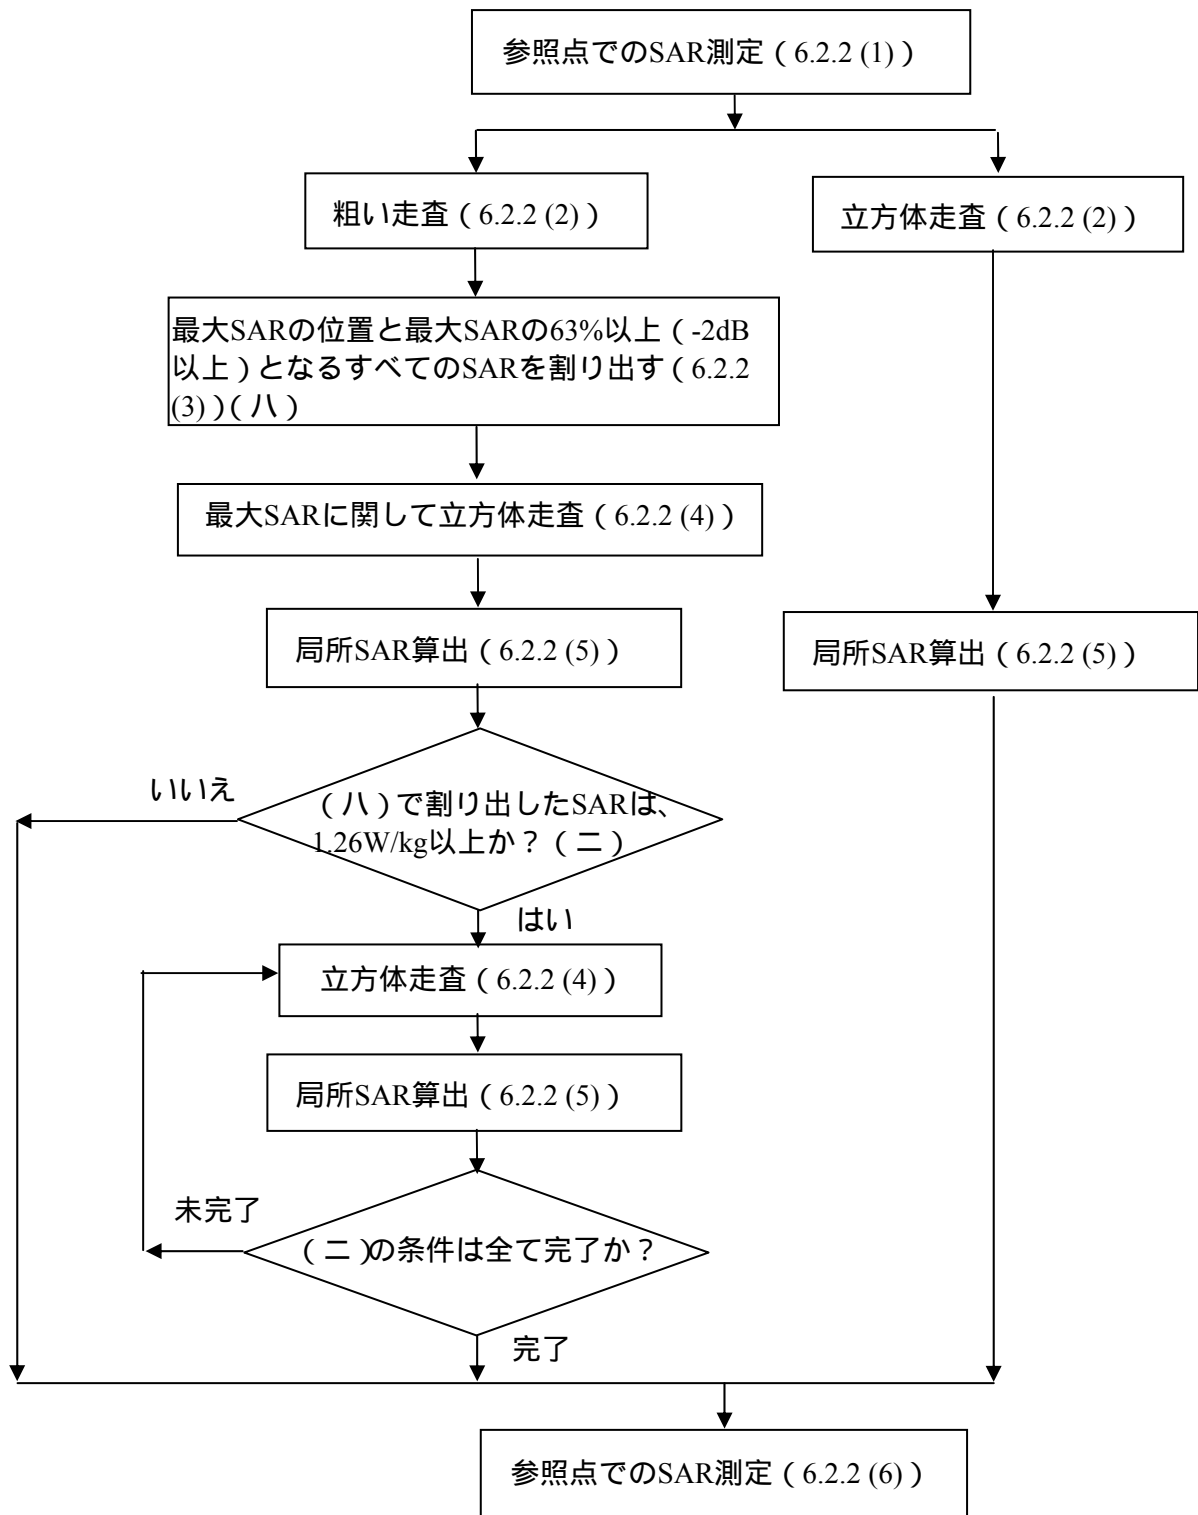 参照点でのSAR測定（6.2.2 (1)）
粗い走査（6.2.2 (2)）
立方体走査（6.2.2 (2)）
最大SARの位置と最大SARの63%以上（-2dB
以上）となるすべてのSARを割り出す（6.2.2
(3)）（ハ）
最大SARに関して立方体走査（6.2.2 (4)）
局所SAR算出（6.2.2 (5)）
局所SAR算出（6.2.2 (5)）
いいえ
（ハ）で割り出したSARは、
1.26W/kg以上か？（ニ）
はい
立方体走査（6.2.2 (4)）
局所SAR算出（6.2.2 (5)）
未完了
（ニ）の条件は全て完了か？
完了
参照点でのSAR測定（6.2.2 (6)）